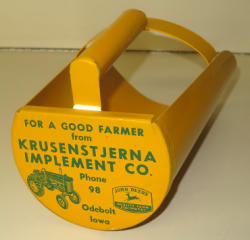 FOR A GOOD FARMER
from
KRUSENSTJERNA
IMPLEMENT CO.
Phone
98
JOHN DEERE
Odebolt
Iowa